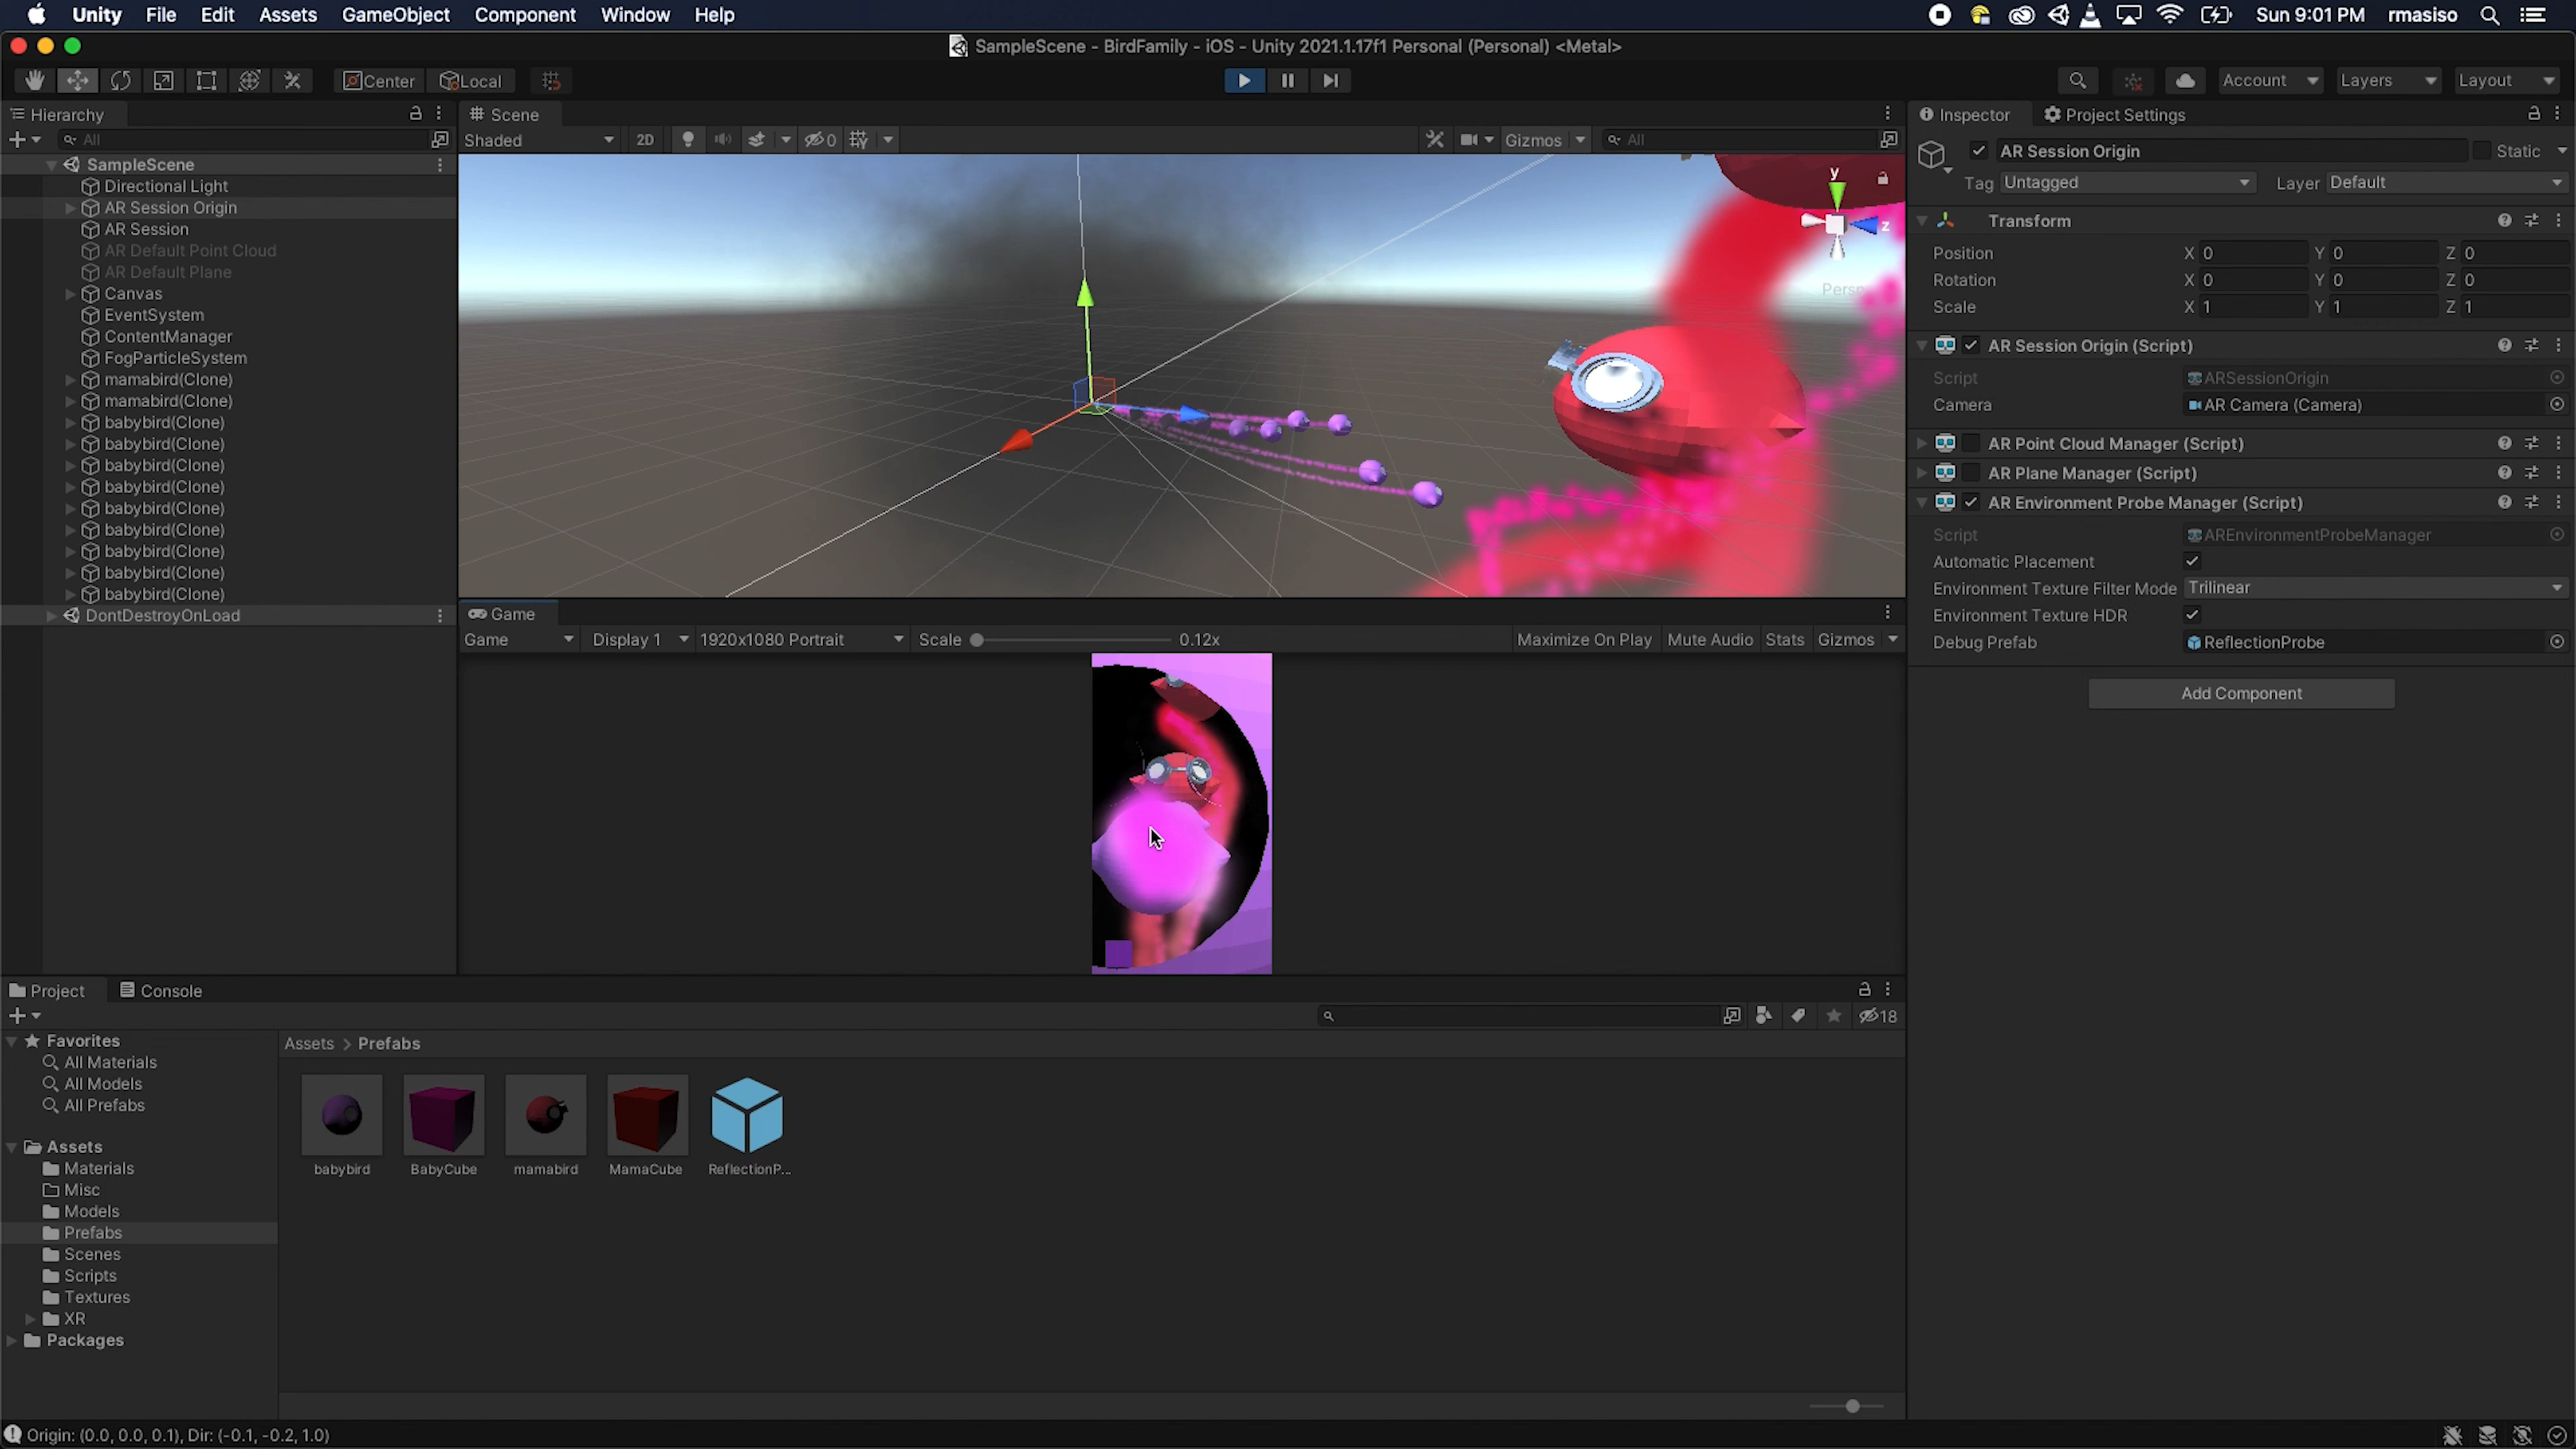 Unity File Edit Assets GameObject Component Window Help
Sun 9:01 PM rmasiso
SampleScene - BirdFamily - iOS - Unity 2021.1.17f1 Personal (Personal) <Metal>
Center Local
Account Layers Layout
Hierarchy
All
SampleScene
Directional Light
AR Session Origin
AR Session
AR Default Point Cloud
AR Default Plane
Canvas
EventSystem
ContentManager
FogParticleSystem
mamabird(Clone)
mamabird(Clone)
babybird(Clone)
babybird(Clone)
babybird(Clone)
babybird(Clone)
babybird(Clone)
babybird(Clone)
babybird(Clone)
babybird(Clone)
babybird(Clone)
DontDestroyOnLoad
Scene
Shaded 2D 0 Gizmos All
y
z
Persp
Game
Game Display 1 1920x1080 Portrait Scale 0.12x Maximize On Play Mute Audio Stats Gizmos
Inspector Project Settings
AR Session Origin Static
Tag Untagged Layer Default
Transform
Position X 0 Y 0 Z 0
Rotation X 0 Y 0 Z 0
Scale X 1 Y 1 Z 1
AR Session Origin (Script)
Script ARSessionOrigin
Camera AR Camera (Camera)
AR Point Cloud Manager (Script)
AR Plane Manager (Script)
AR Environment Probe Manager (Script)
Script AREnvironmentProbeManager
Automatic Placement
Environment Texture Filter Mode Trilinear
Environment Texture HDR
Debug Prefab ReflectionProbe
Add Component
Project Console
18
Favorites
All Materials
All Models
All Prefabs
Assets
Materials
Misc
Models
Prefabs
Scenes
Scripts
Textures
XR
Packages
Assets > Prefabs
babybird BabyCube mamabird MamaCube ReflectionP...
Origin: (0.0, 0.0, 0.1), Dir: (-0.1, -0.2, 1.0)